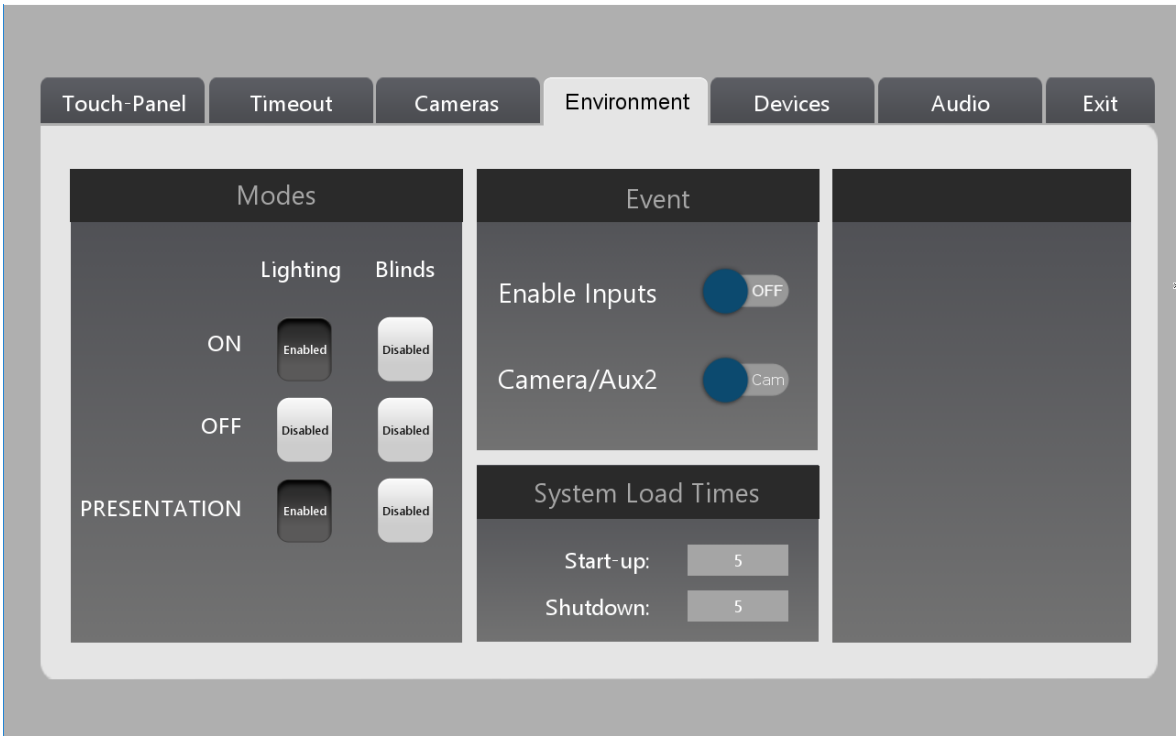 Touch-Panel Timeout Cameras Environment Devices Audio Exit
Modes
Lighting Blinds
ON Enabled Disabled
OFF Disabled Disabled
PRESENTATION Enabled Disabled
Event
Enable Inputs OFF
Camera/Aux2 Cam
System Load Times
Start-up: 5
Shutdown: 5